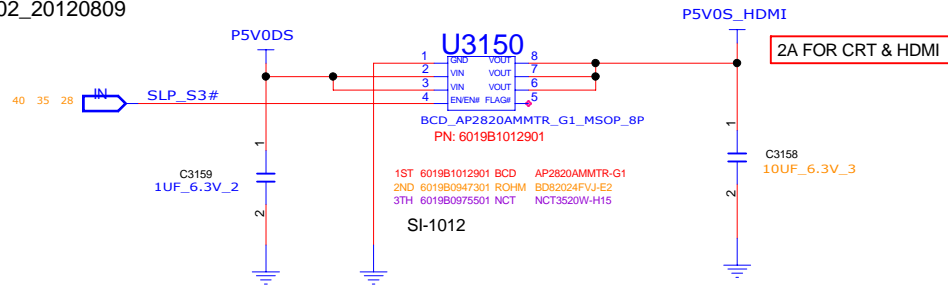 02_20120809
P5V0S_HDMI
P5V0DS
U3150
2A FOR CRT & HDMI
1 GND VOUT 8
2 VIN VOUT 7
3 VIN VOUT 6
4 EN/EN# FLAG# 5
40 35 28 IN SLP_S3#
BCD_AP2820AMMTR_G1_MSOP_8P
PN: 6019B1012901
1
1
C3159
1UF_6.3V_2
2
C3158
10UF_6.3V_3
2
1ST 6019B1012901 BCD AP2820AMMTR-G1
2ND 6019B0947301 ROHM BD82024FVJ-E2
3TH 6019B0975501 NCT NCT3520W-H15
SI-1012